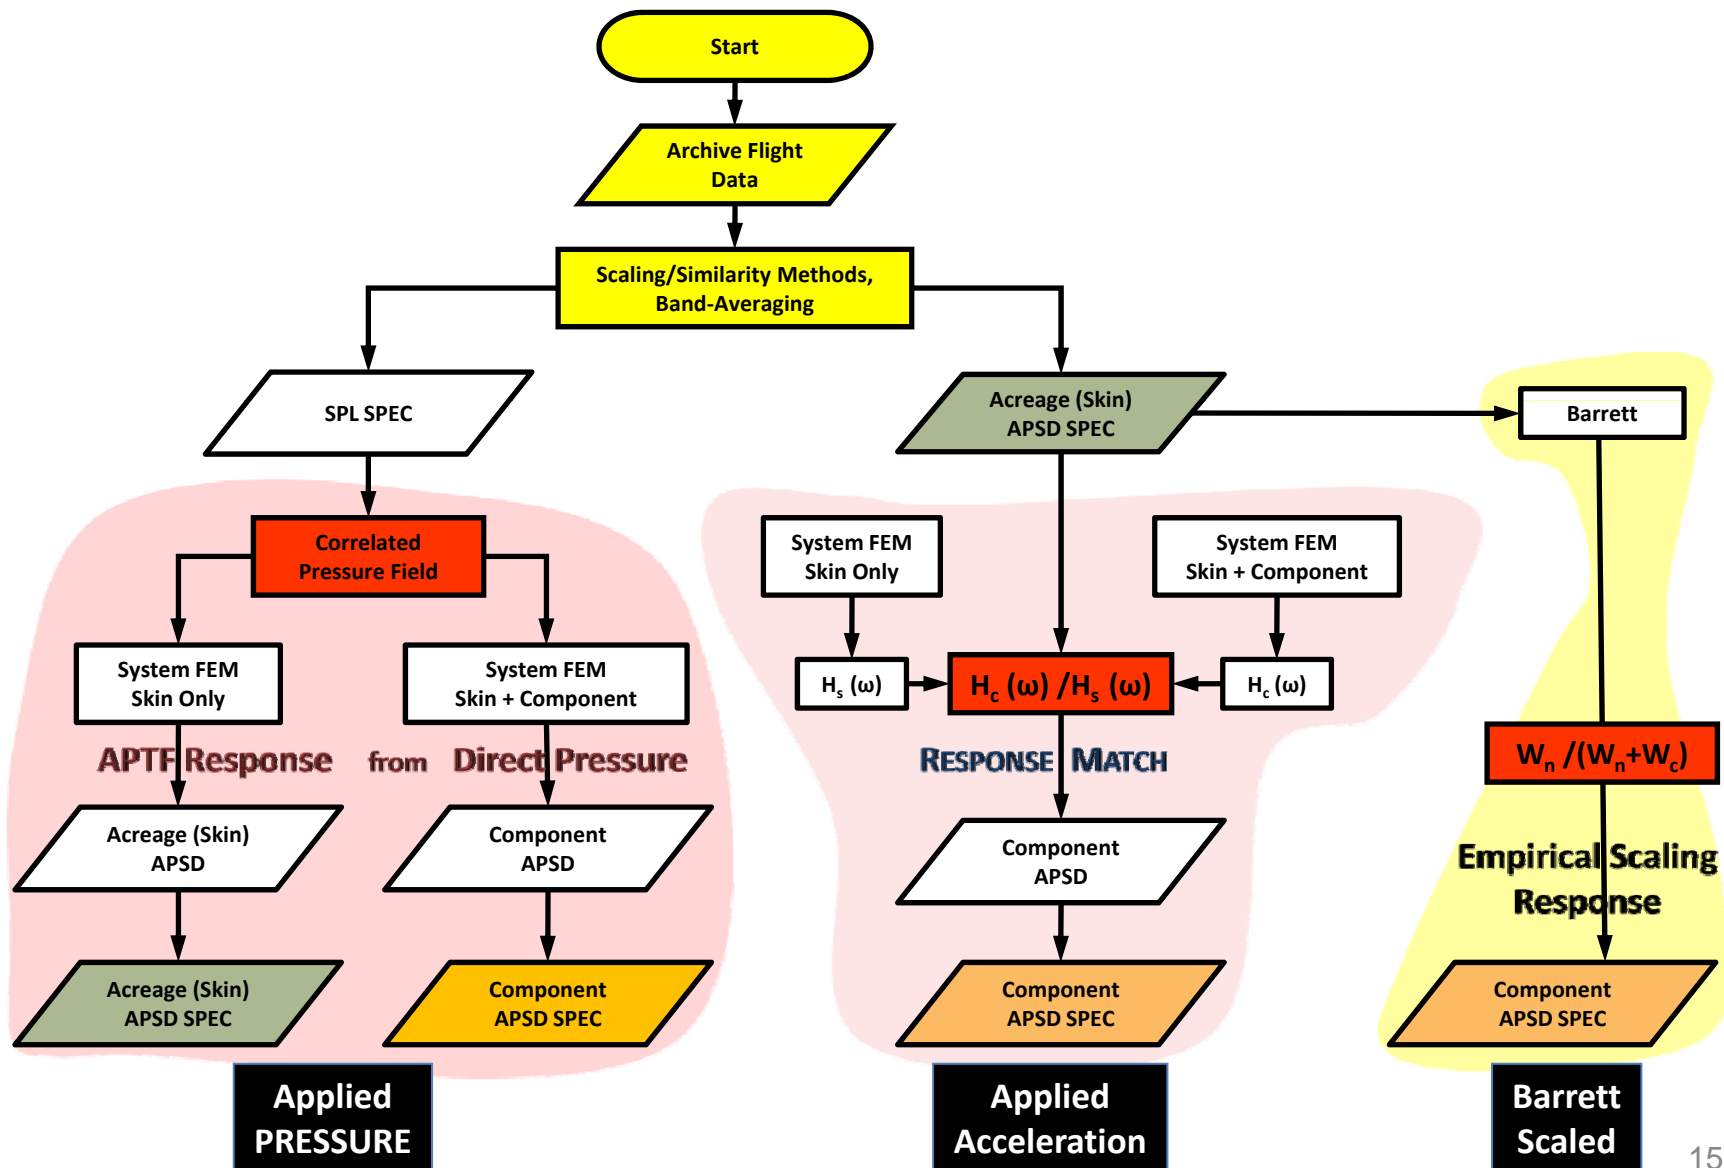 Start
Archive Flight
Data
Scaling/Similarity Methods,
Band-Averaging
SPL SPEC
Acreage (Skin)
APSD SPEC
Barrett
Correlated
Pressure Field
System FEM
Skin Only
System FEM
Skin + Component
APTF Response from Direct Pressure
Acreage (Skin)
APSD
Component
APSD
Acreage (Skin)
APSD SPEC
Component
APSD SPEC
Applied
PRESSURE
System FEM
Skin Only
System FEM
Skin + Component
Hs (ω)
Hc (ω) /Hs (ω)
Hc (ω)
RESPONSE MATCH
Component
APSD
Component
APSD SPEC
Applied
Acceleration
Wn /(Wn+Wc)
Empirical Scaling
Response
Component
APSD SPEC
Barrett
Scaled
15